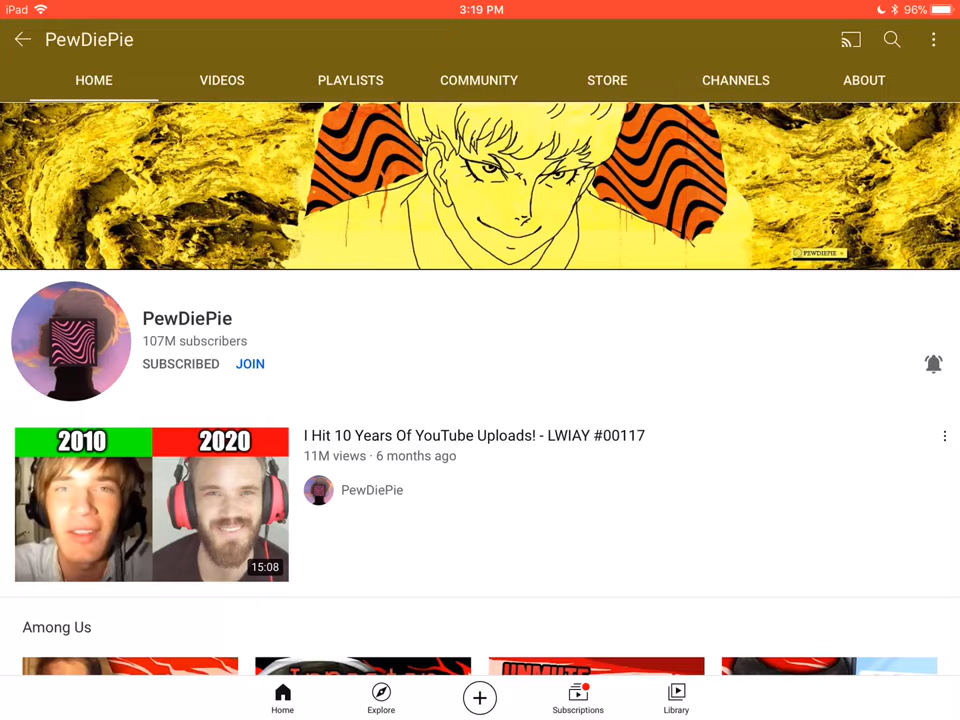 iPad 3:19 PM 96%
PewDiePie
HOME VIDEOS PLAYLISTS COMMUNITY STORE CHANNELS ABOUT
PEWDIEPIE
PewDiePie
107M subscribers
SUBSCRIBED JOIN
2010 2020
15:08
I Hit 10 Years Of YouTube Uploads! - LWIAY #00117
11M views · 6 months ago
PewDiePie
Among Us
UNMUTE
Home Explore Subscriptions Library